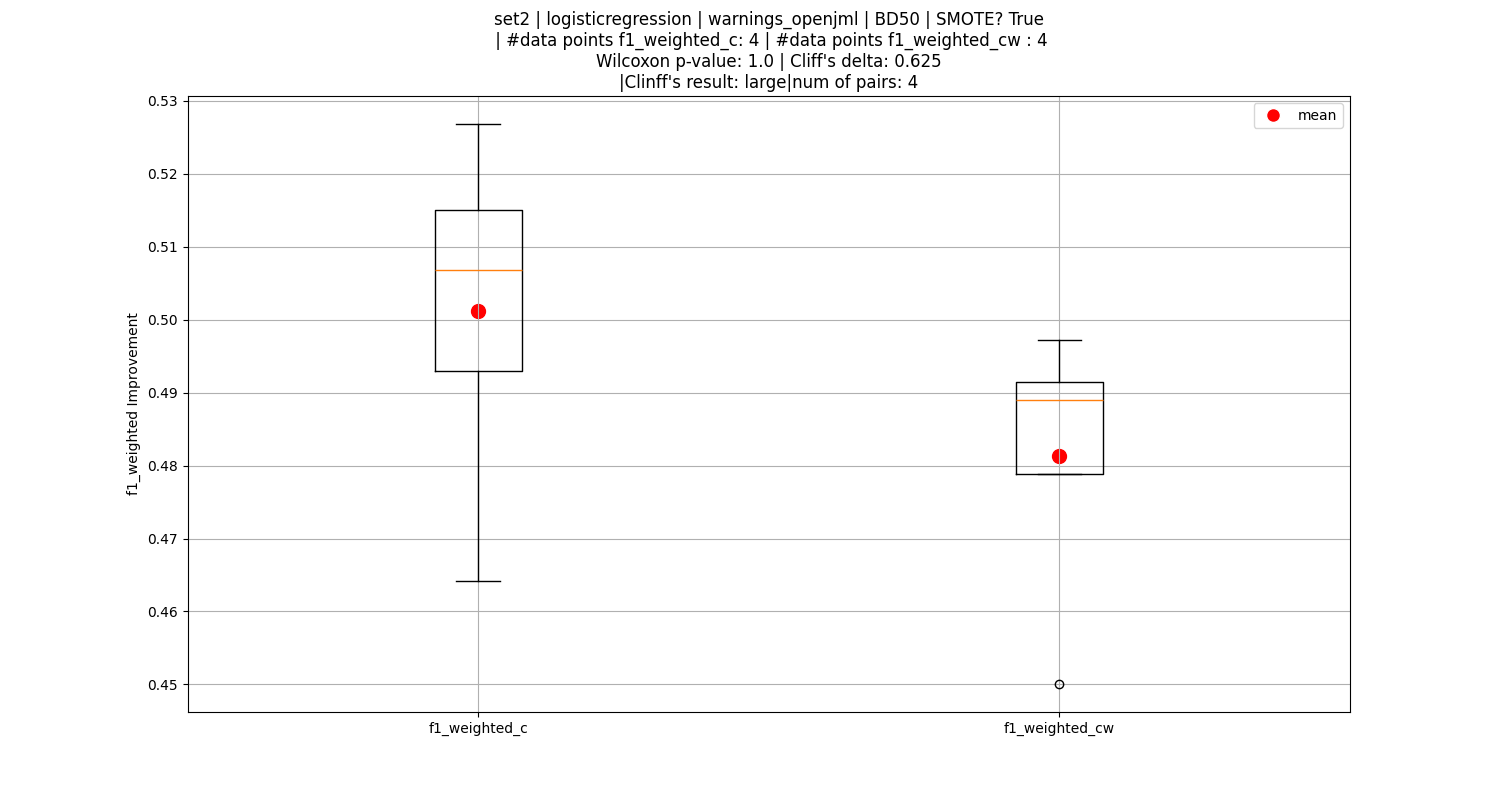 set2 | logisticregression | warnings_openjml | BD50 | SMOTE? True
| #data points f1_weighted_c: 4 | #data points f1_weighted_cw : 4
Wilcoxon p-value: 1.0 | Cliff's delta: 0.625
|Clinff's result: large|num of pairs: 4
mean
0.53
0.52
0.51
0.50
0.49
0.48
0.47
0.46
0.45
f1_weighted Improvement
f1_weighted_c
f1_weighted_cw